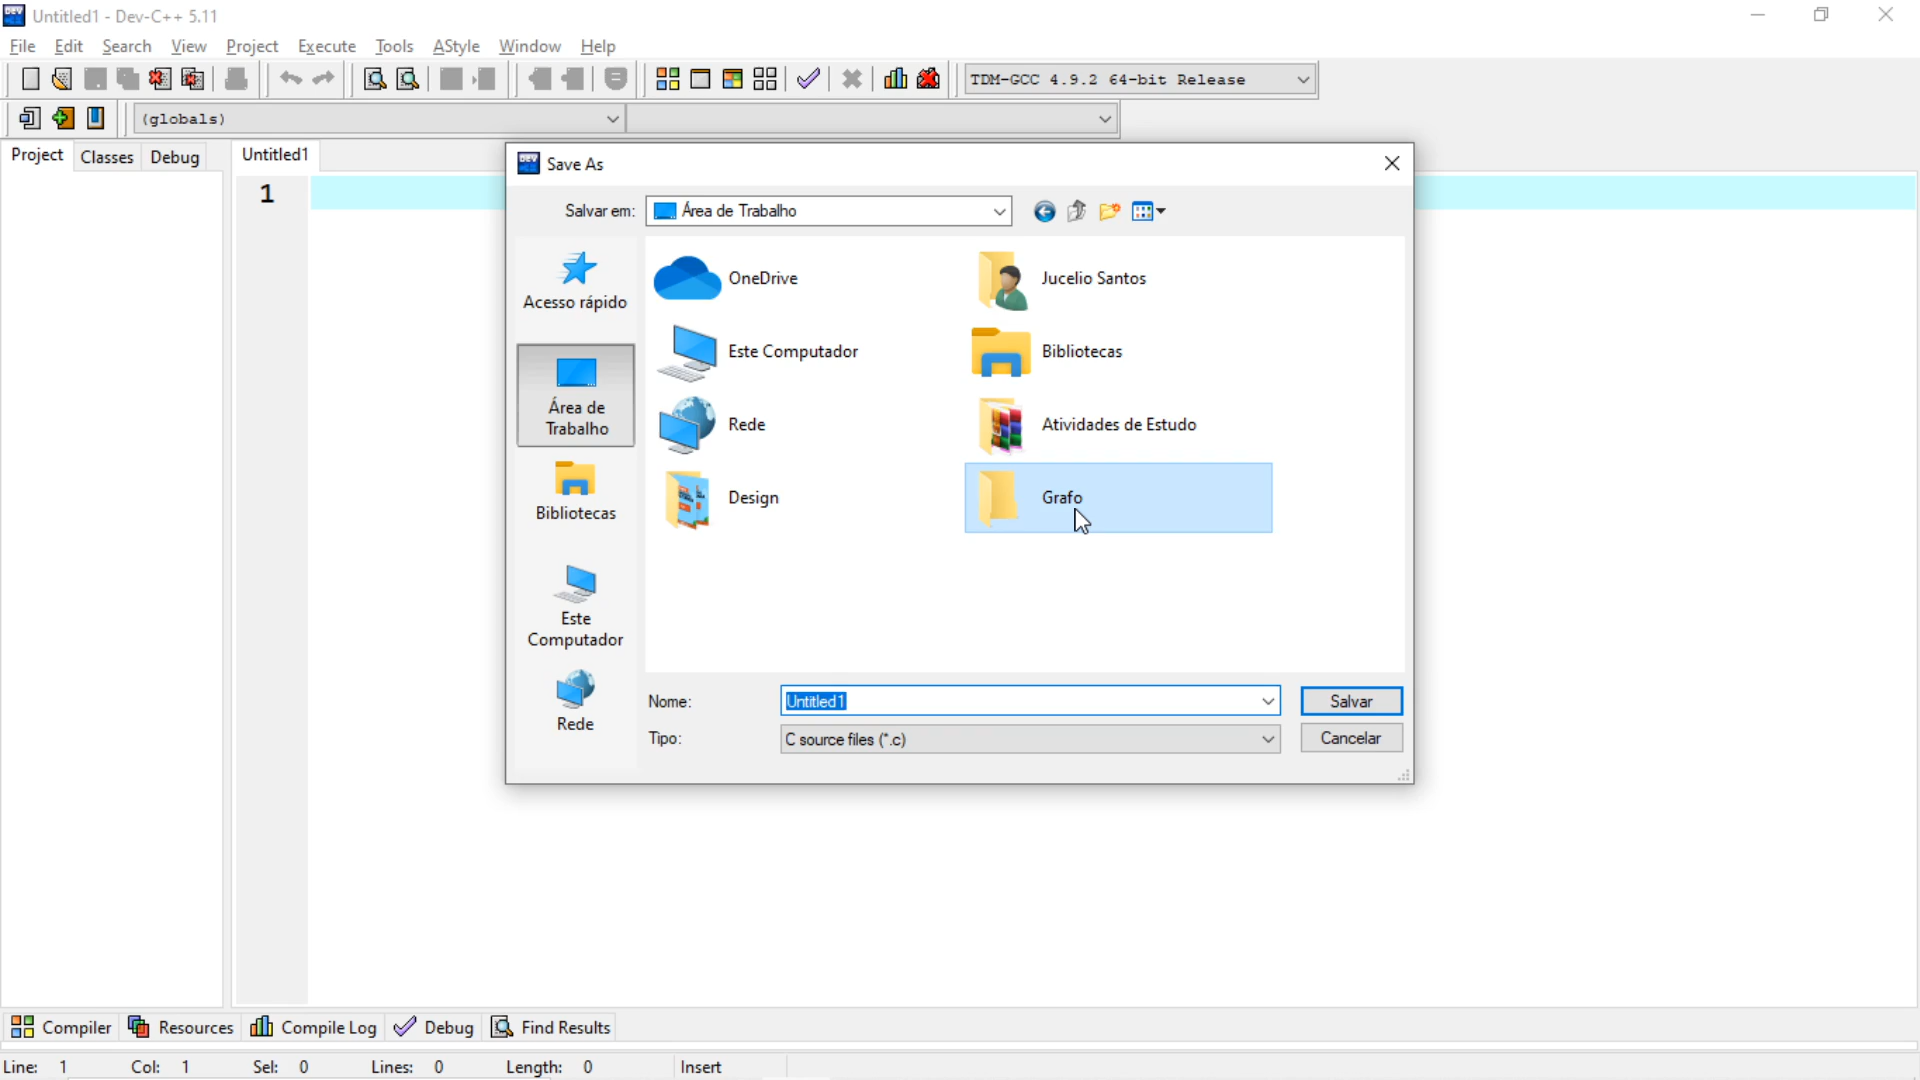 Untitled1 - Dev-C++ 5.11
File Edit Search View Project Execute Tools AStyle Window Help
TDM-GCC 4.9.2 64-bit Release
(globals)
Project Classes Debug Untitled1
1
Save As
Salvar em: Área de Trabalho
Acesso rápido
Área de
Trabalho
Bibliotecas
Este
Computador
Rede
OneDrive Jucelio Santos
Este Computador Bibliotecas
Rede Atividades de Estudo
Design Grafo
Nome: Untitled1 Salvar
Tipo: C source files (*.c) Cancelar
Compiler Resources Compile Log Debug Find Results
Line: 1 Col: 1 Sel: 0 Lines: 0 Length: 0 Insert